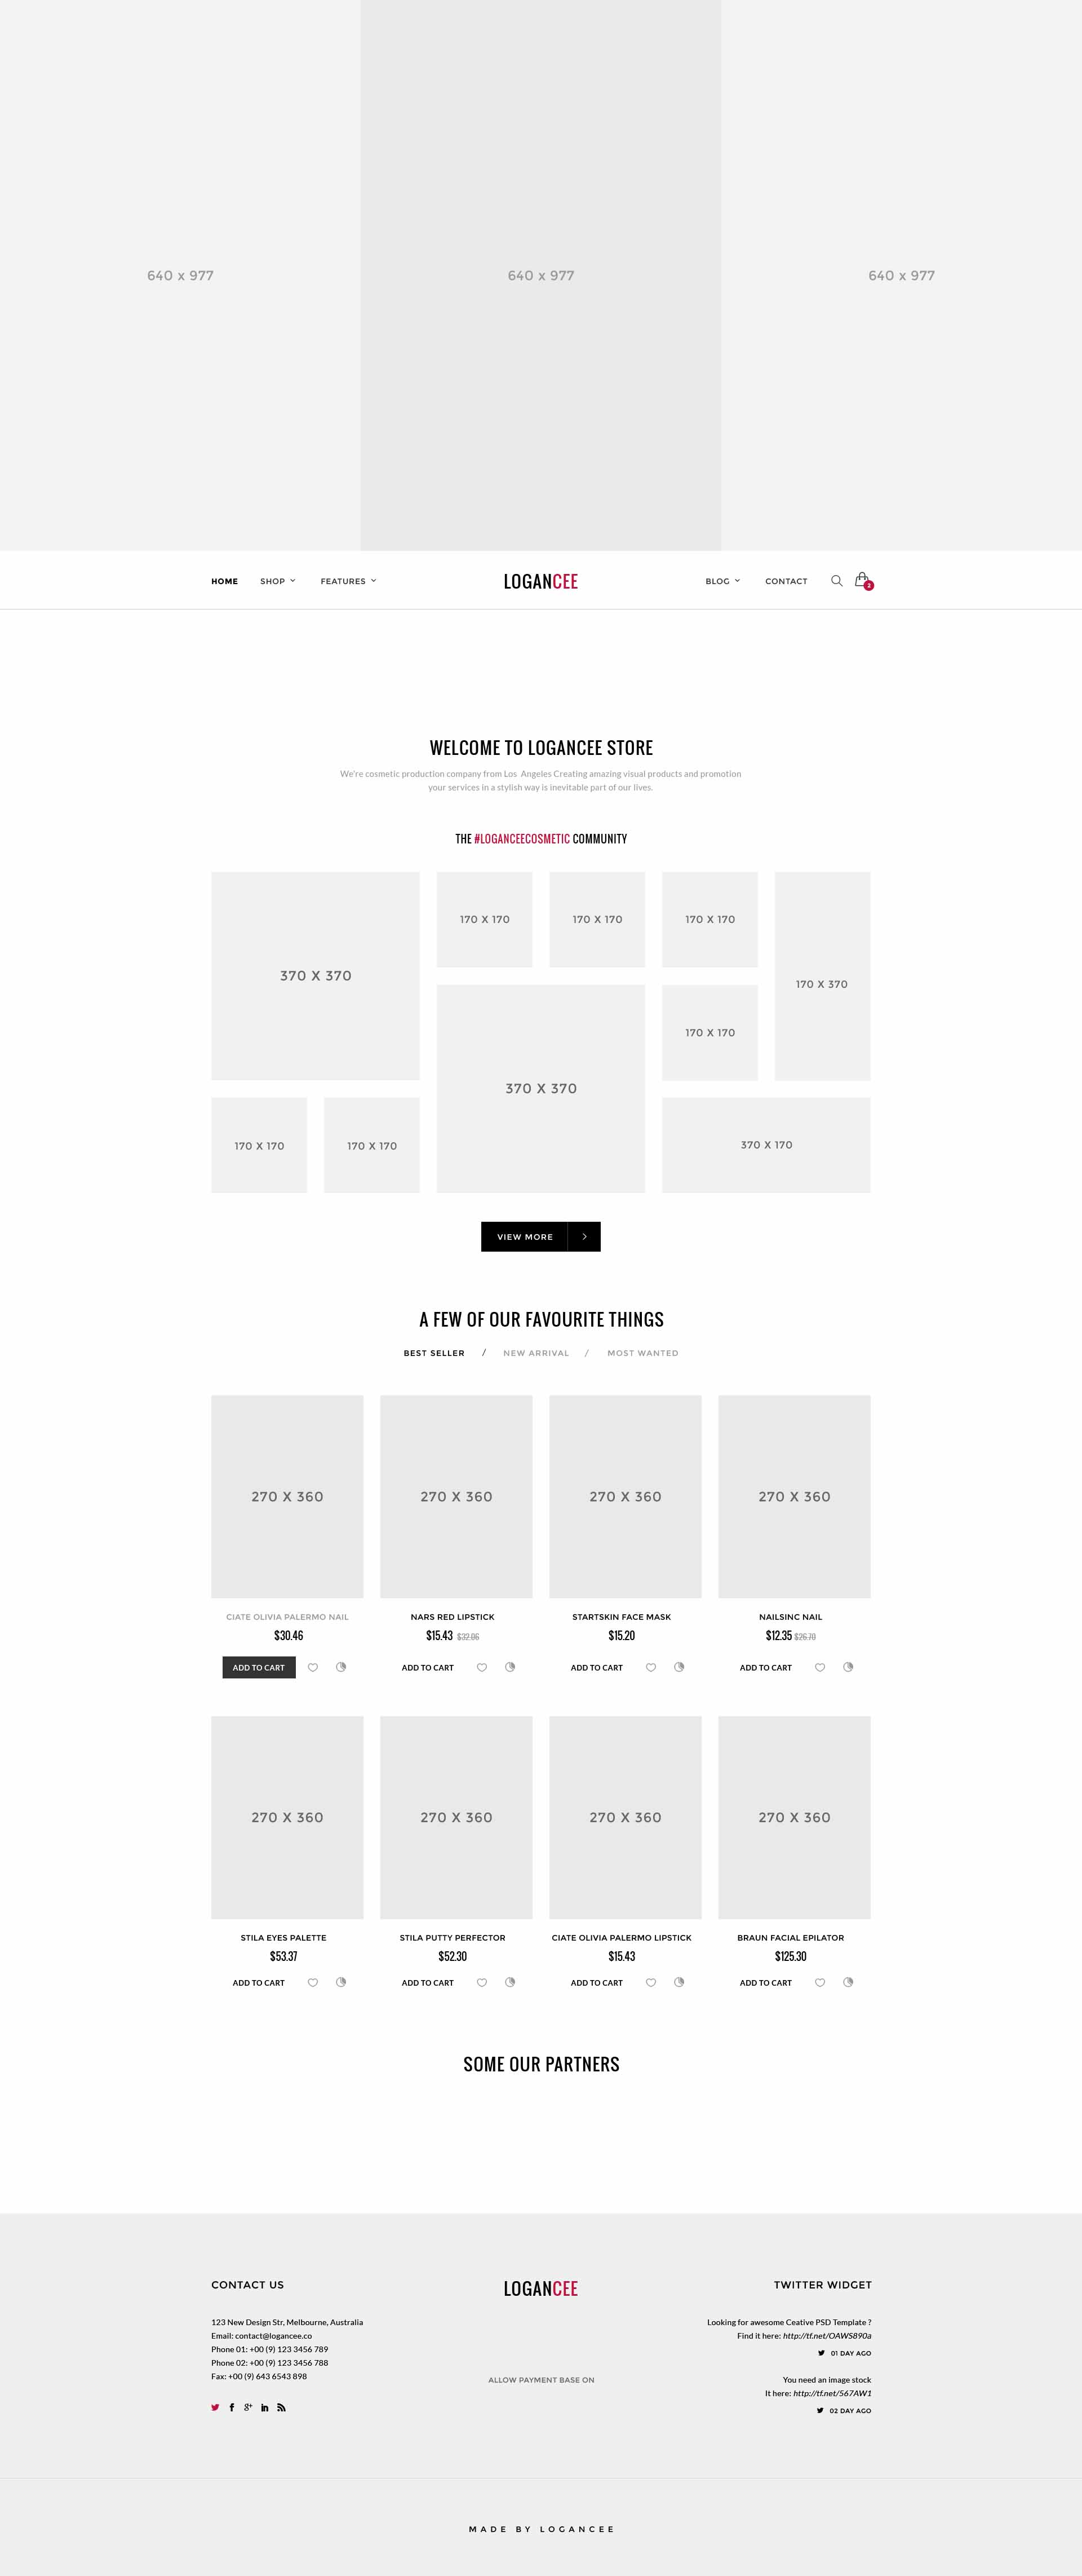 640 x 977
640 x 977
640 x 977
HOME
SHOP
FEATURES
LOGANCEE
BLOG
CONTACT
2
WELCOME TO LOGANCEE STORE
We're cosmetic production company from Los Angeles Creating amazing visual products and promotion
your services in a stylish way is inevitable part of our lives.
THE #LOGANCEECOSMETIC COMMUNITY
370 X 370
170 X 170
170 X 170
170 X 170
170 X 370
370 X 370
170 X 170
170 X 170
170 X 170
370 X 170
VIEW MORE
A FEW OF OUR FAVOURITE THINGS
BEST SELLER / NEW ARRIVAL / MOST WANTED
270 X 360
270 X 360
270 X 360
270 X 360
CIATE OLIVIA PALERMO NAIL
$30.46
ADD TO CART
NARS RED LIPSTICK
$15.43 $32.06
ADD TO CART
STARTSKIN FACE MASK
$15.20
ADD TO CART
NAILSINC NAIL
$12.35 $26.70
ADD TO CART
270 X 360
270 X 360
270 X 360
270 X 360
STILA EYES PALETTE
$53.37
ADD TO CART
STILA PUTTY PERFECTOR
$52.30
ADD TO CART
CIATE OLIVIA PALERMO LIPSTICK
$15.43
ADD TO CART
BRAUN FACIAL EPILATOR
$125.30
ADD TO CART
SOME OUR PARTNERS
CONTACT US
123 New Design Str, Melbourne, Australia
Email: contact@logancee.co
Phone 01: +00 (9) 123 3456 789
Phone 02: +00 (9) 123 3456 788
Fax: +00 (9) 643 6543 898
LOGANCEE
ALLOW PAYMENT BASE ON
TWITTER WIDGET
Looking for awesome Ceative PSD Template ?
Find it here: http://tf.net/OAWS890a
01 DAY AGO
You need an image stock
It here: http://tf.net/567AW1
02 DAY AGO
MADE BY LOGANCEE